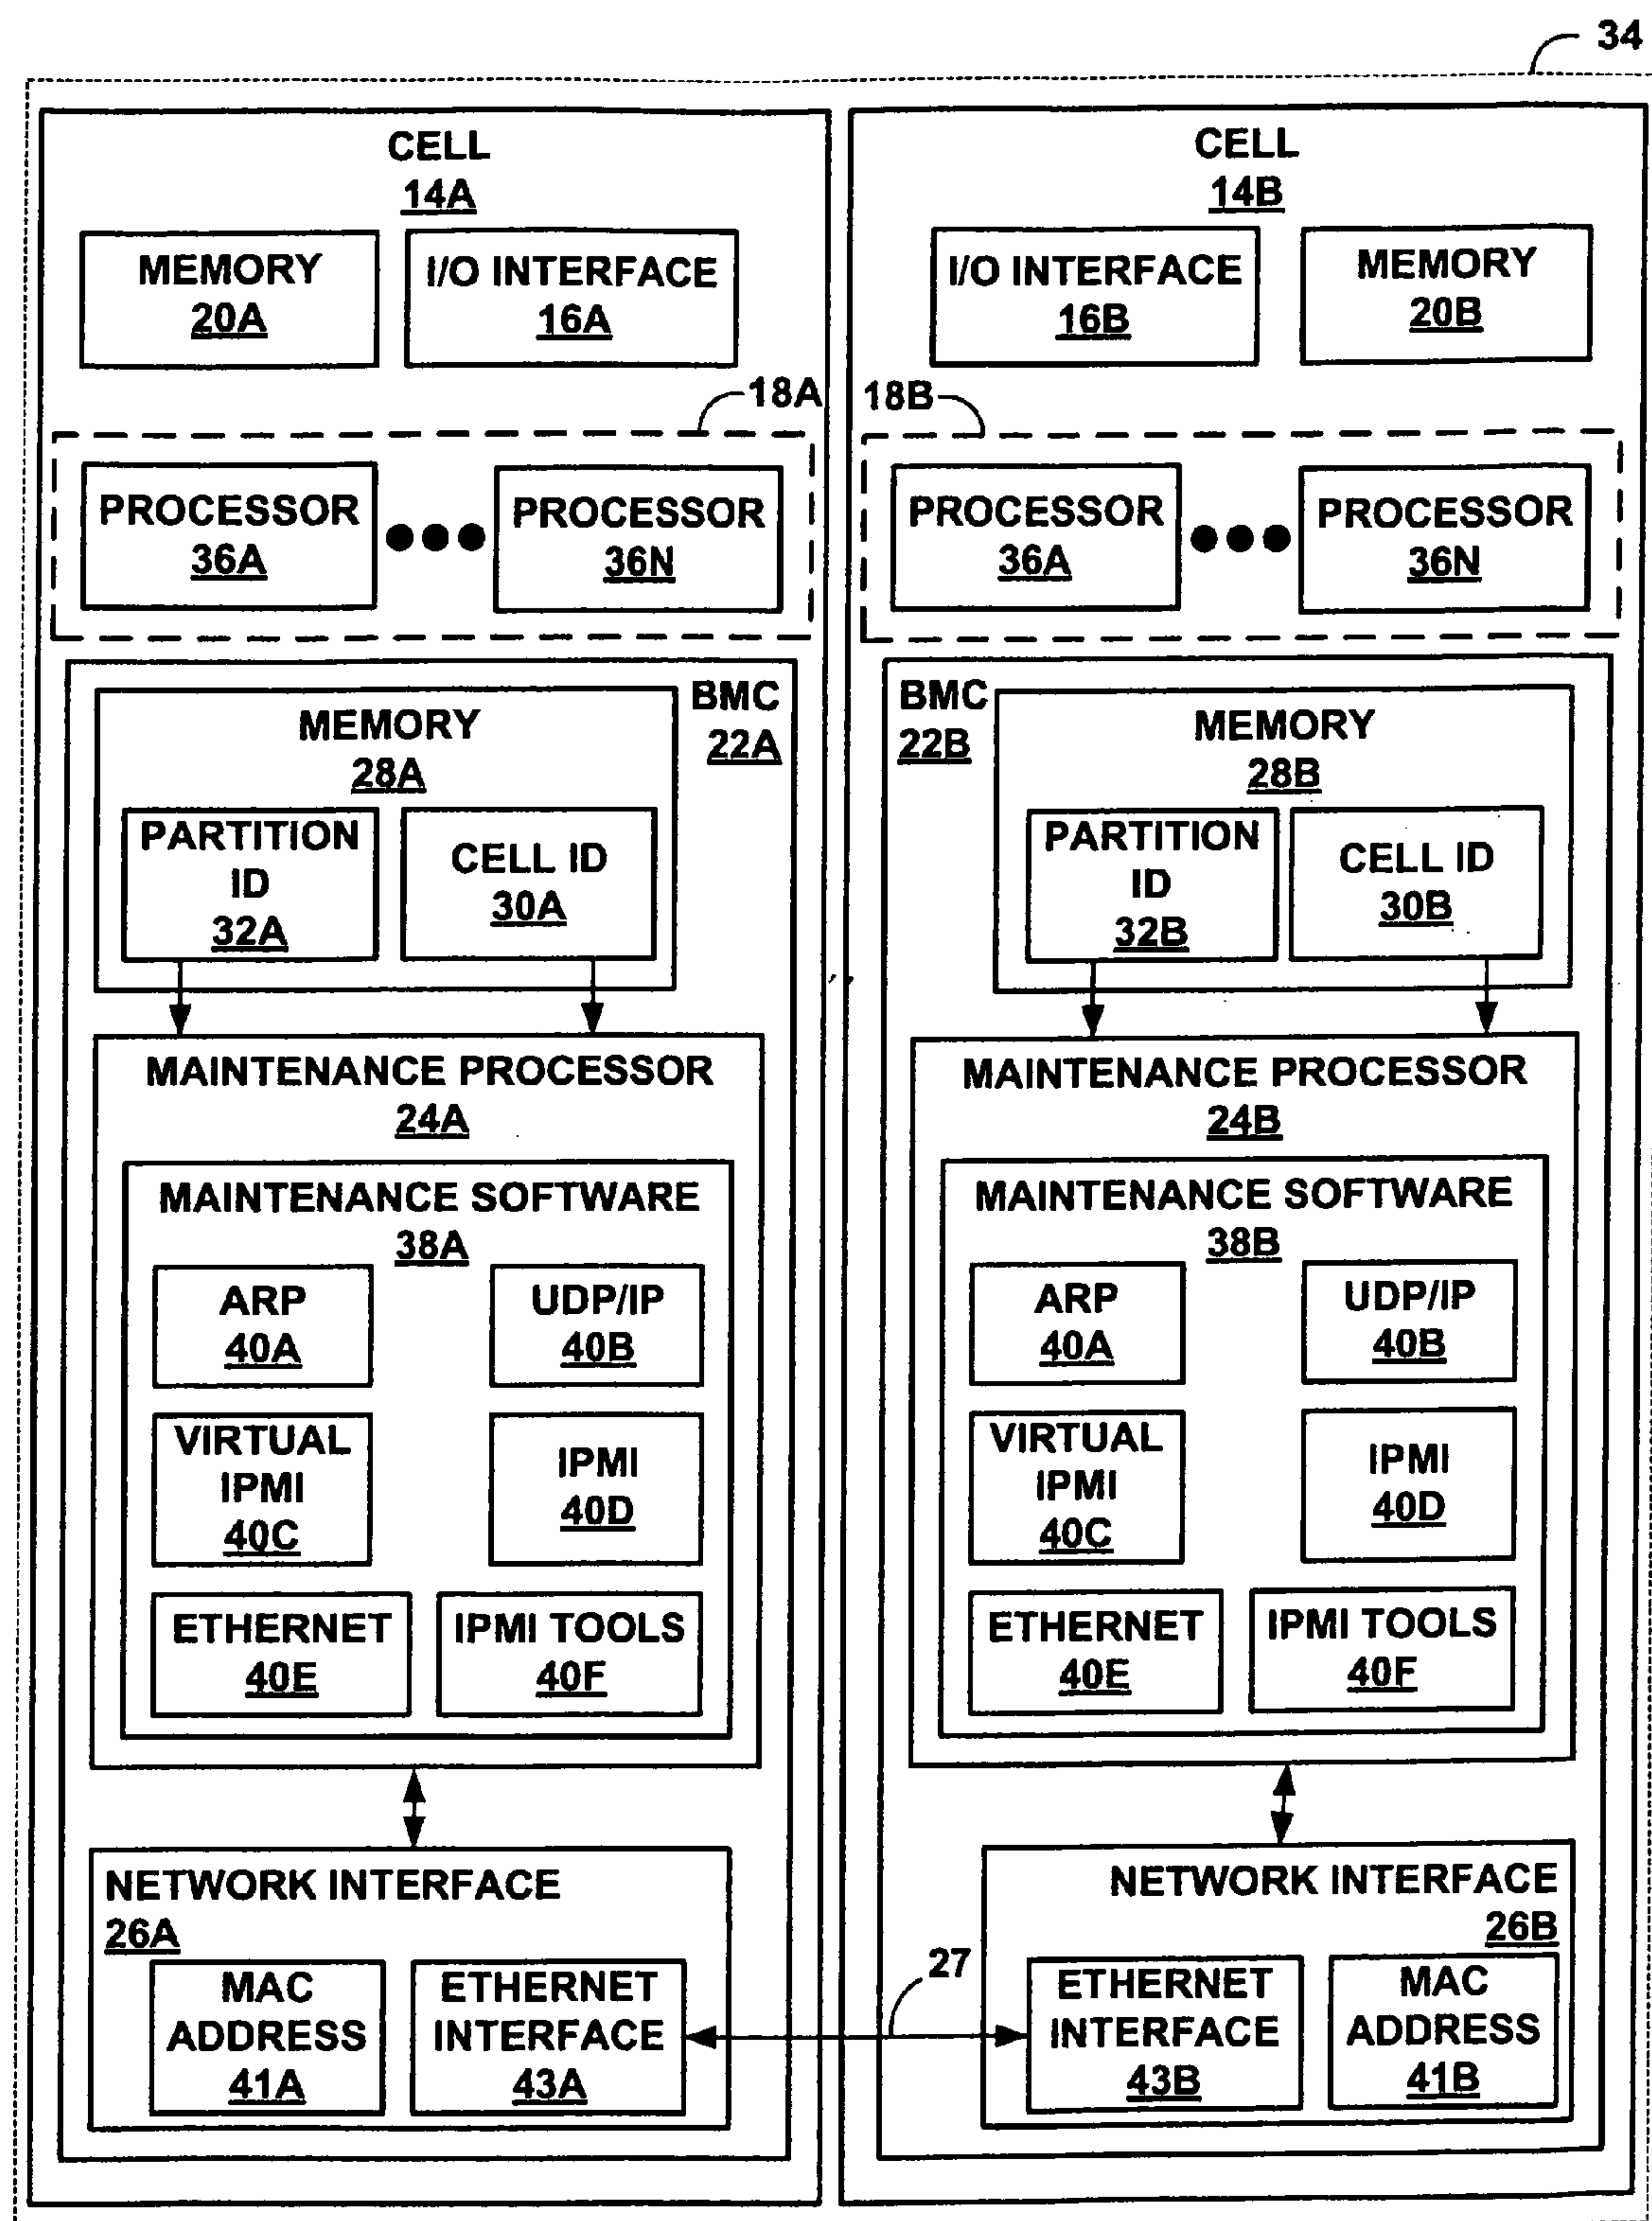 34
CELL
14A
MEMORY
20A
I/O INTERFACE
16A
18A
PROCESSOR
36A
PROCESSOR
36N
BMC
22A
MEMORY
28A
PARTITION
ID
32A
CELL ID
30A
MAINTENANCE PROCESSOR
24A
MAINTENANCE SOFTWARE
38A
ARP
40A
UDP/IP
40B
VIRTUAL
IPMI
40C
IPMI
40D
ETHERNET
40E
IPMI TOOLS
40F
NETWORK INTERFACE
26A
MAC
ADDRESS
41A
ETHERNET
INTERFACE
43A
27
CELL
14B
I/O INTERFACE
16B
MEMORY
20B
18B
PROCESSOR
36A
PROCESSOR
36N
BMC
22B
MEMORY
28B
PARTITION
ID
32B
CELL ID
30B
MAINTENANCE PROCESSOR
24B
MAINTENANCE SOFTWARE
38B
ARP
40A
UDP/IP
40B
VIRTUAL
IPMI
40C
IPMI
40D
ETHERNET
40E
IPMI TOOLS
40F
NETWORK INTERFACE
26B
ETHERNET
INTERFACE
43B
MAC
ADDRESS
41B